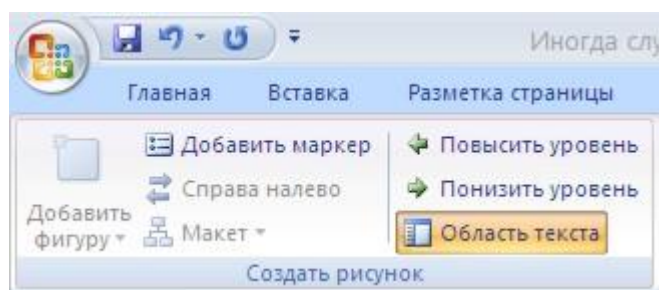 Иногда слу
Главная Вставка Разметка страницы
Добавить маркер Повысить уровень
Справа налево Понизить уровень
Добавить фигуру Макет Область текста
Создать рисунок